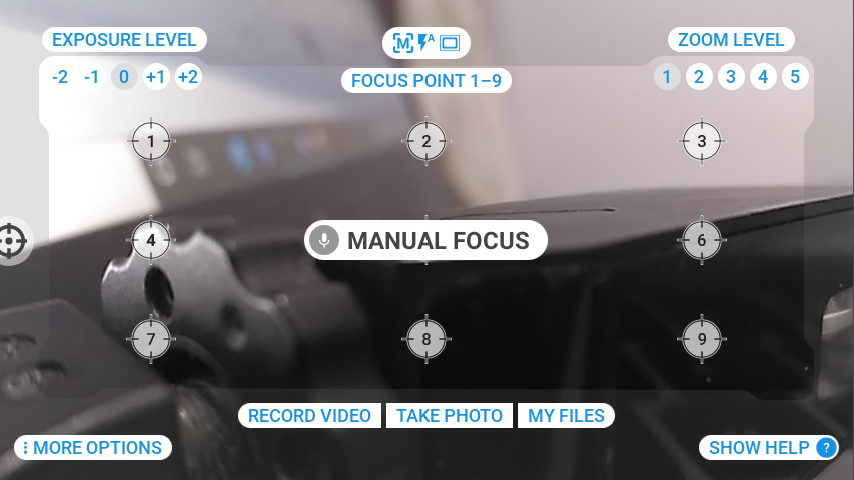 EXPOSURE LEVEL
M A
ZOOM LEVEL
-2 -1 0 +1 +2
FOCUS POINT 1–9
1 2 3 4 5
1 2 3
4 MANUAL FOCUS 6
7 8 9
RECORD VIDEO TAKE PHOTO MY FILES
MORE OPTIONS
SHOW HELP ?